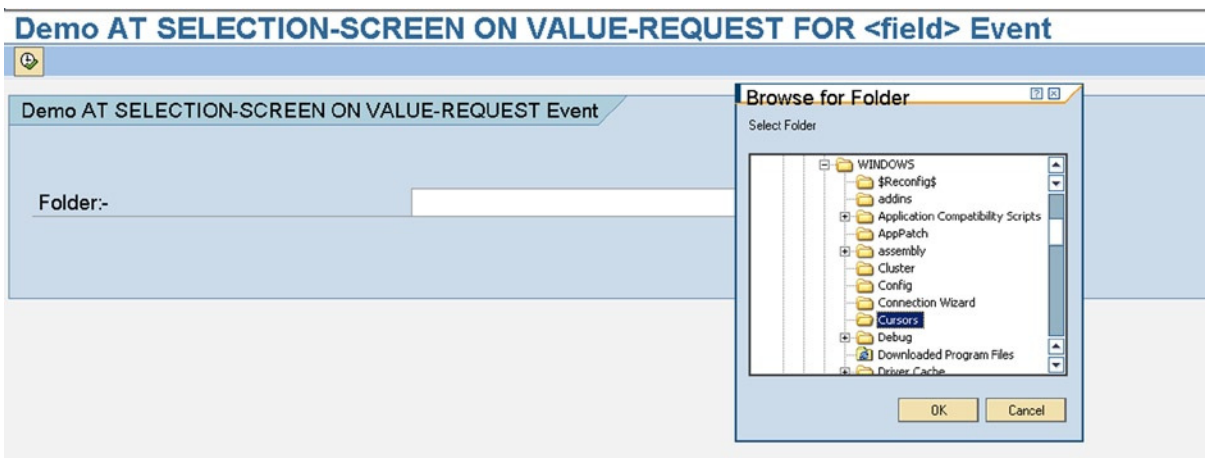 Demo AT SELECTION-SCREEN ON VALUE-REQUEST FOR <field> Event
Demo AT SELECTION-SCREEN ON VALUE-REQUEST Event
Folder:-
Browse for Folder
Select Folder
WINDOWS
$Reconfig$
addins
Application Compatibility Scripts
AppPatch
assembly
Cluster
Config
Connection Wizard
Cursors
Debug
Downloaded Program Files
Driver Cache
OK Cancel